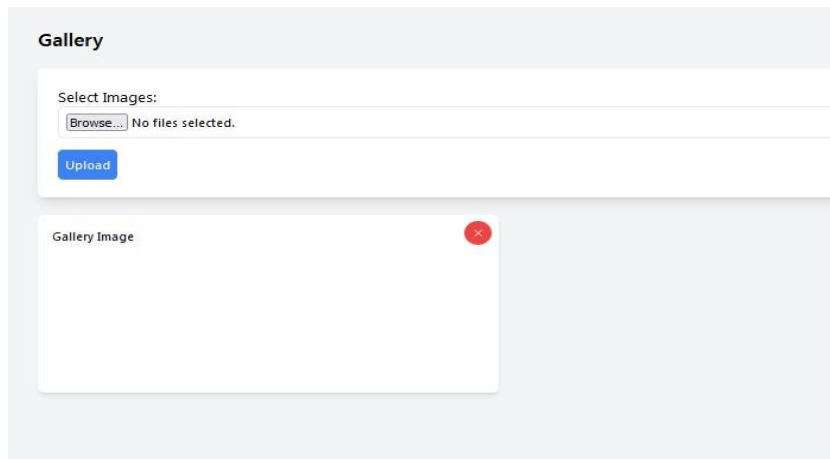 Gallery
Select Images:
Browse... No files selected.
Upload
Gallery Image